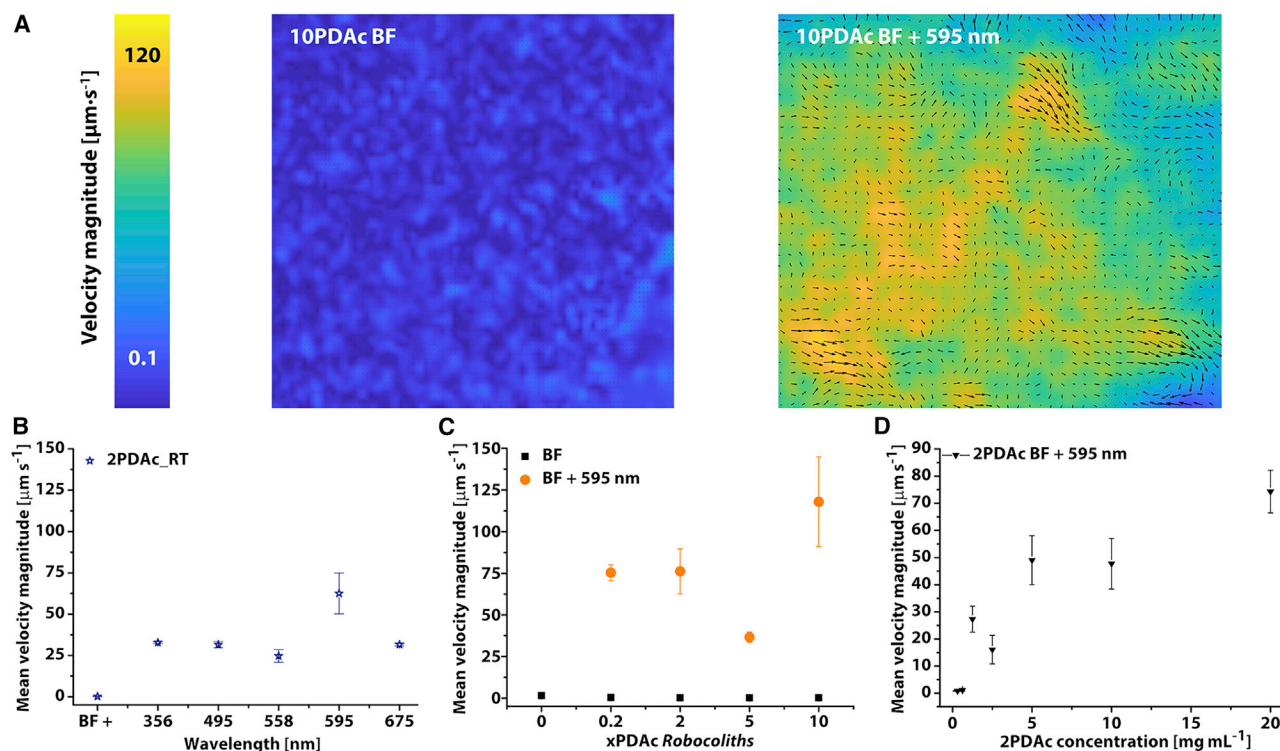 A
Velocity magnitude [µm·s⁻¹]
120
0.1
10PDAc BF
10PDAc BF + 595 nm
B
Mean velocity magnitude [µm s⁻¹]
150
125
100
75
50
25
0
2PDAc_RT
BF +
356
495
558
595
675
Wavelength [nm]
C
Mean velocity magnitude [µm s⁻¹]
150
125
100
75
50
25
0
BF
BF + 595 nm
0
0.2
2
5
10
xPDAc Robocoliths
D
Mean velocity magnitude [µm s⁻¹]
90
80
70
60
50
40
30
20
10
0
2PDAc BF + 595 nm
0
5
10
15
20
2PDAc concentration [mg mL⁻¹]